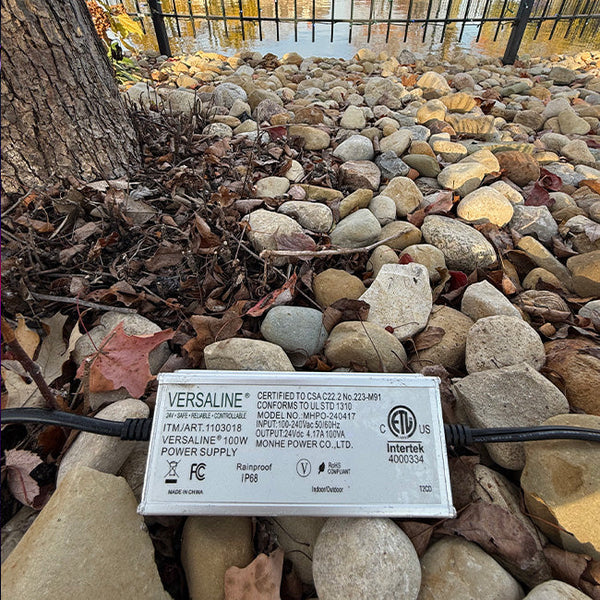 VERSALINE®
24V - SAFE - RELIABLE - CONTROLLABLE
ITM./ART. 1103018
VERSALINE® 100W
POWER SUPPLY
CERTIFIED TO CSA C22.2 No.223-M91
CONFORMS TO UL STD 1310
MODEL NO. MHPO-240417
INPUT:100-240Vac 50/60Hz
OUTPUT:24Vdc 4.17A 100VA
MONHE POWER CO.,LTD.
C ETL US
Intertek
4000334
FC
MADE IN CHINA
Rainproof
IP68
V
RoHS
COMPLIANT
Indoor/Outdoor